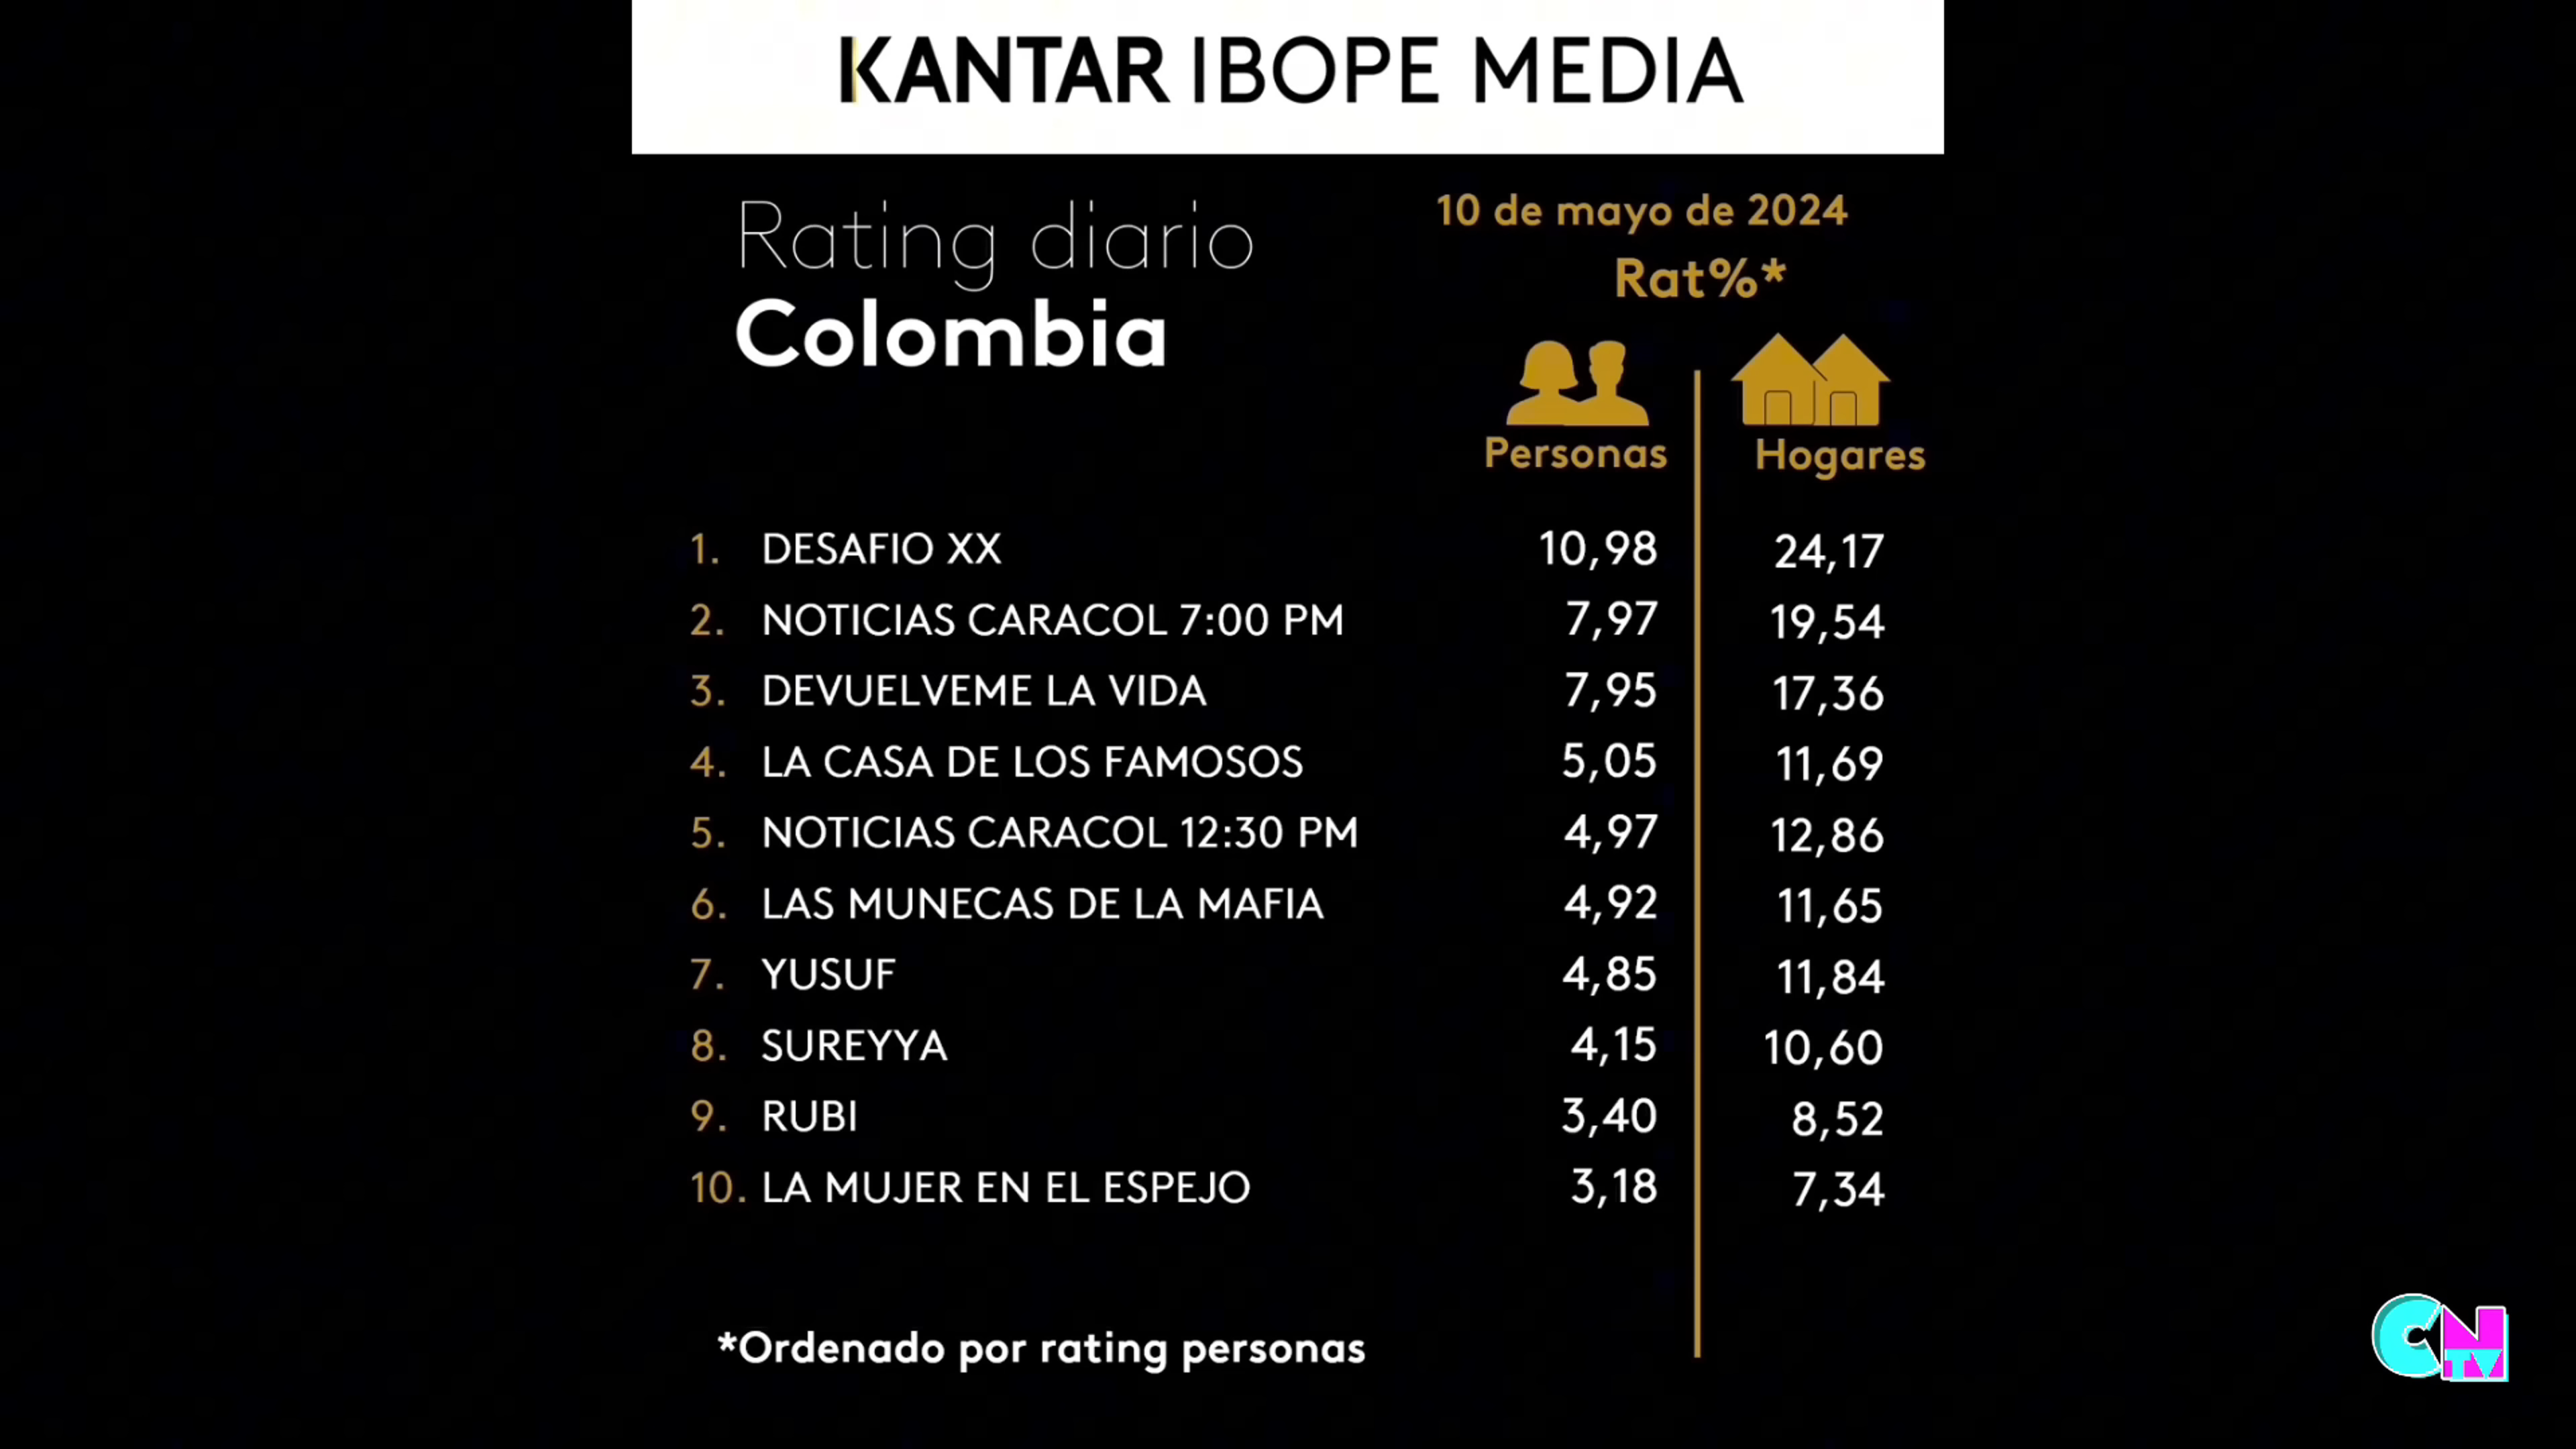 KANTAR IBOPE MEDIA
Rating diario
Colombia
10 de mayo de 2024
Rat%*
Personas Hogares
1. DESAFIO XX 10,98 24,17
2. NOTICIAS CARACOL 7:00 PM 7,97 19,54
3. DEVUELVEME LA VIDA 7,95 17,36
4. LA CASA DE LOS FAMOSOS 5,05 11,69
5. NOTICIAS CARACOL 12:30 PM 4,97 12,86
6. LAS MUNECAS DE LA MAFIA 4,92 11,65
7. YUSUF 4,85 11,84
8. SUREYYA 4,15 10,60
9. RUBI 3,40 8,52
10. LA MUJER EN EL ESPEJO 3,18 7,34
*Ordenado por rating personas
CN
TV